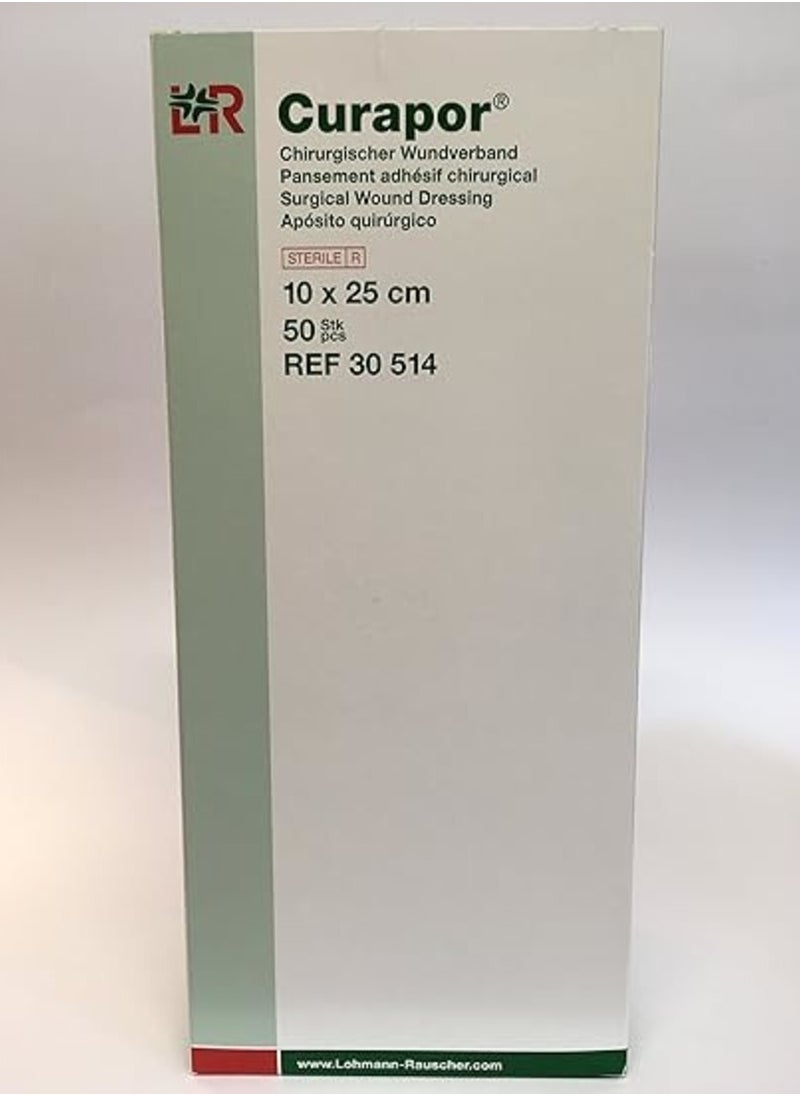 L&R
Curapor®
Chirurgischer Wundverband
Pansement adhésif chirurgical
Surgical Wound Dressing
Apósito quirúrgico
STERILE R
10 x 25 cm
50 Stk pcs
REF 30 514
www.Lohmann-Rauscher.com